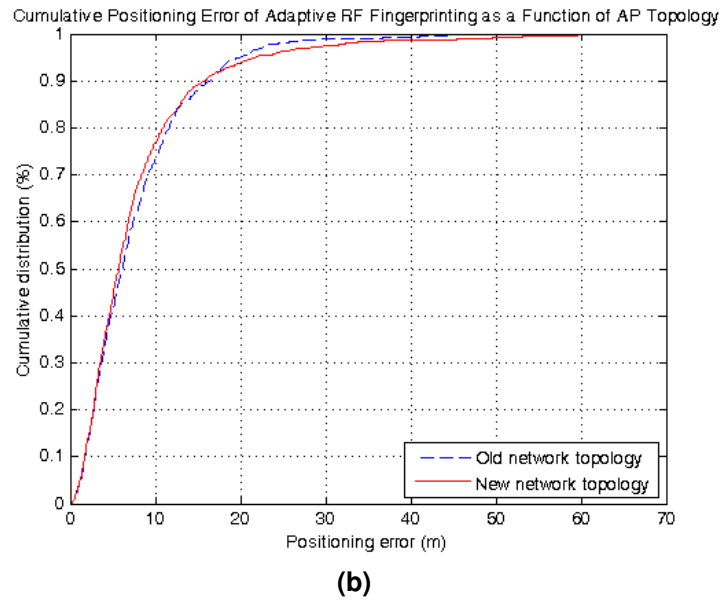 Cumulative Positioning Error of Adaptive RF Fingerprinting as a Function of AP Topology
1
0.9
0.8
0.7
0.6
0.5
0.4
0.3
0.2
0.1
0
Cumulative distribution (%)
Old network topology
New network topology
0 10 20 30 40 50 60 70
Positioning error (m)
(b)